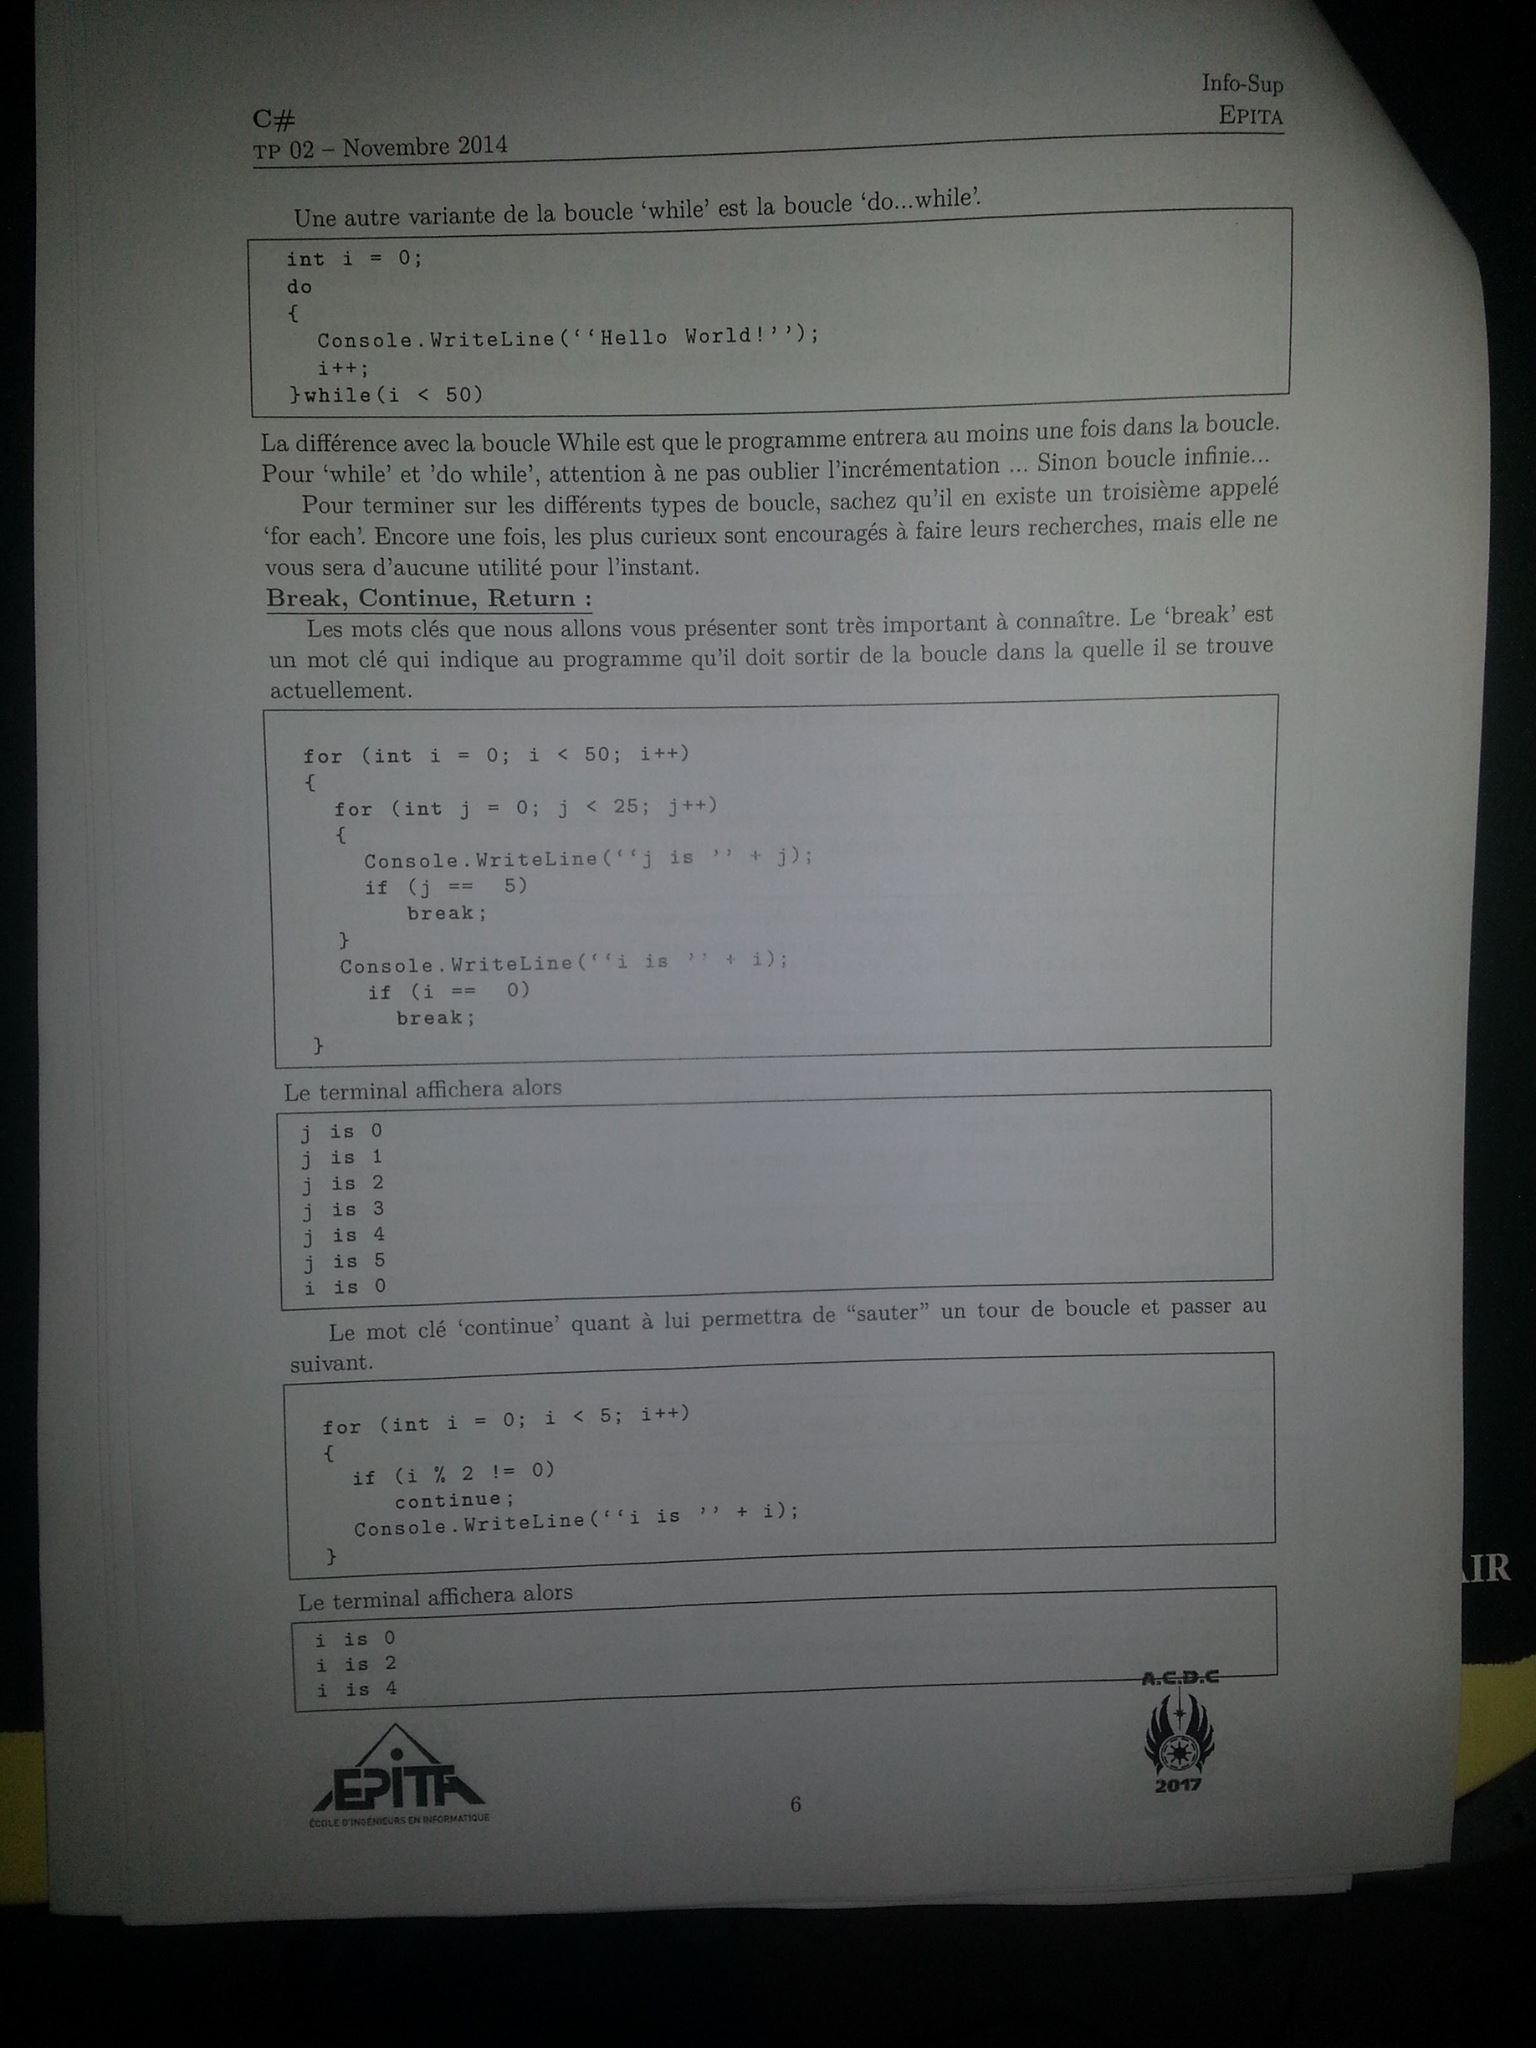 C#
TP 02 – Novembre 2014
Info-Sup
EPITA
Une autre variante de la boucle ‘while’ est la boucle ‘do...while’.
int i = 0;
do
{
Console.WriteLine(‘‘Hello World!’’);
i++;
}while(i < 50)
La différence avec la boucle While est que le programme entrera au moins une fois dans la boucle.
Pour ‘while’ et ’do while’, attention à ne pas oublier l’incrémentation ... Sinon boucle infinie...
Pour terminer sur les différents types de boucle, sachez qu’il en existe un troisième appelé
‘for each’. Encore une fois, les plus curieux sont encouragés à faire leurs recherches, mais elle ne
vous sera d’aucune utilité pour l’instant.
Break, Continue, Return :
Les mots clés que nous allons vous présenter sont très important à connaître. Le ‘break’ est
un mot clé qui indique au programme qu’il doit sortir de la boucle dans la quelle il se trouve
actuellement.
for (int i = 0; i < 50; i++)
{
for (int j = 0; j < 25; j++)
{
Console.WriteLine(‘‘j is ’’ + j);
if (j == 5)
break;
}
Console.WriteLine(‘‘i is ’’ + i);
if (i == 0)
break;
}
Le terminal affichera alors
j is 0
j is 1
j is 2
j is 3
j is 4
j is 5
i is 0
Le mot clé ‘continue’ quant à lui permettra de “sauter” un tour de boucle et passer au
suivant.
for (int i = 0; i < 5; i++)
{
if (i % 2 != 0)
continue;
Console.WriteLine(‘‘i is ’’ + i);
}
Le terminal affichera alors
i is 0
i is 2
i is 4
EPITA
ÉCOLE D'INGÉNIEURS EN INFORMATIQUE
6
A.C.D.C
2017
AIR